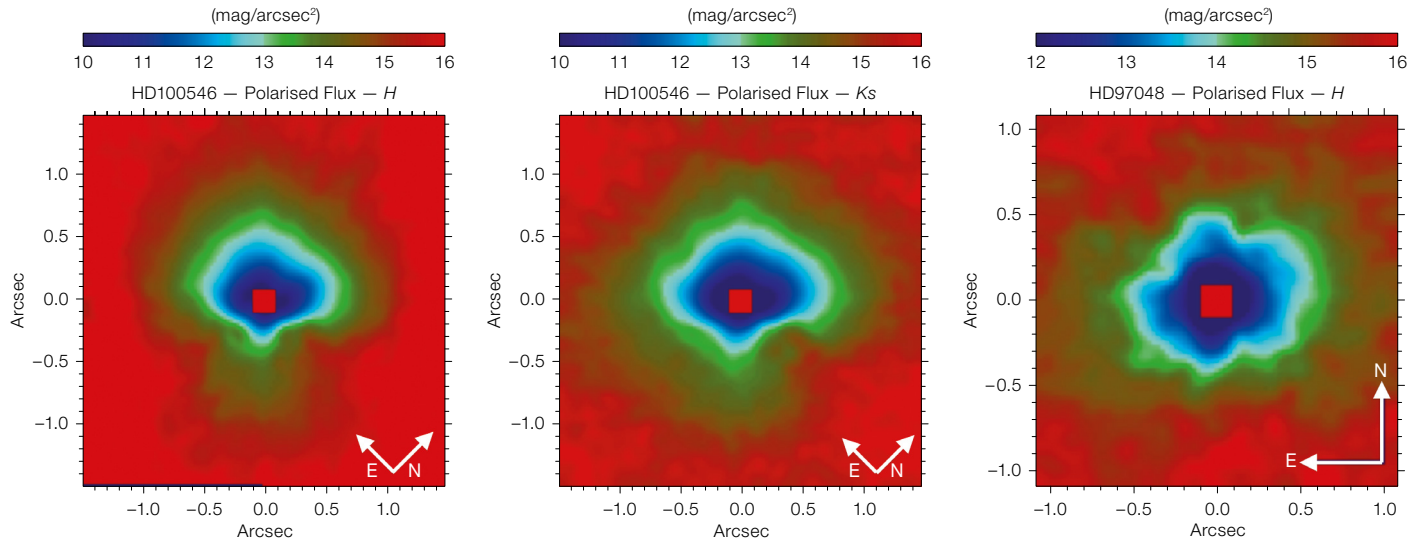 (mag/arcsec²) (mag/arcsec²) (mag/arcsec²)
10 11 12 13 14 15 16 10 11 12 13 14 15 16 12 13 14 15 16
HD100546 — Polarised Flux — H HD100546 — Polarised Flux — Ks HD97048 — Polarised Flux — H
Arcsec
1.0
0.5
0.0
−0.5
−1.0
E N
−1.0 −0.5 0.0 0.5 1.0
Arcsec
Arcsec
1.0
0.5
0.0
−0.5
−1.0
E N
−1.0 −0.5 0.0 0.5 1.0
Arcsec
Arcsec
1.0
0.5
0.0
−0.5
−1.0
N
E
−1.0 −0.5 0.0 0.5 1.0
Arcsec